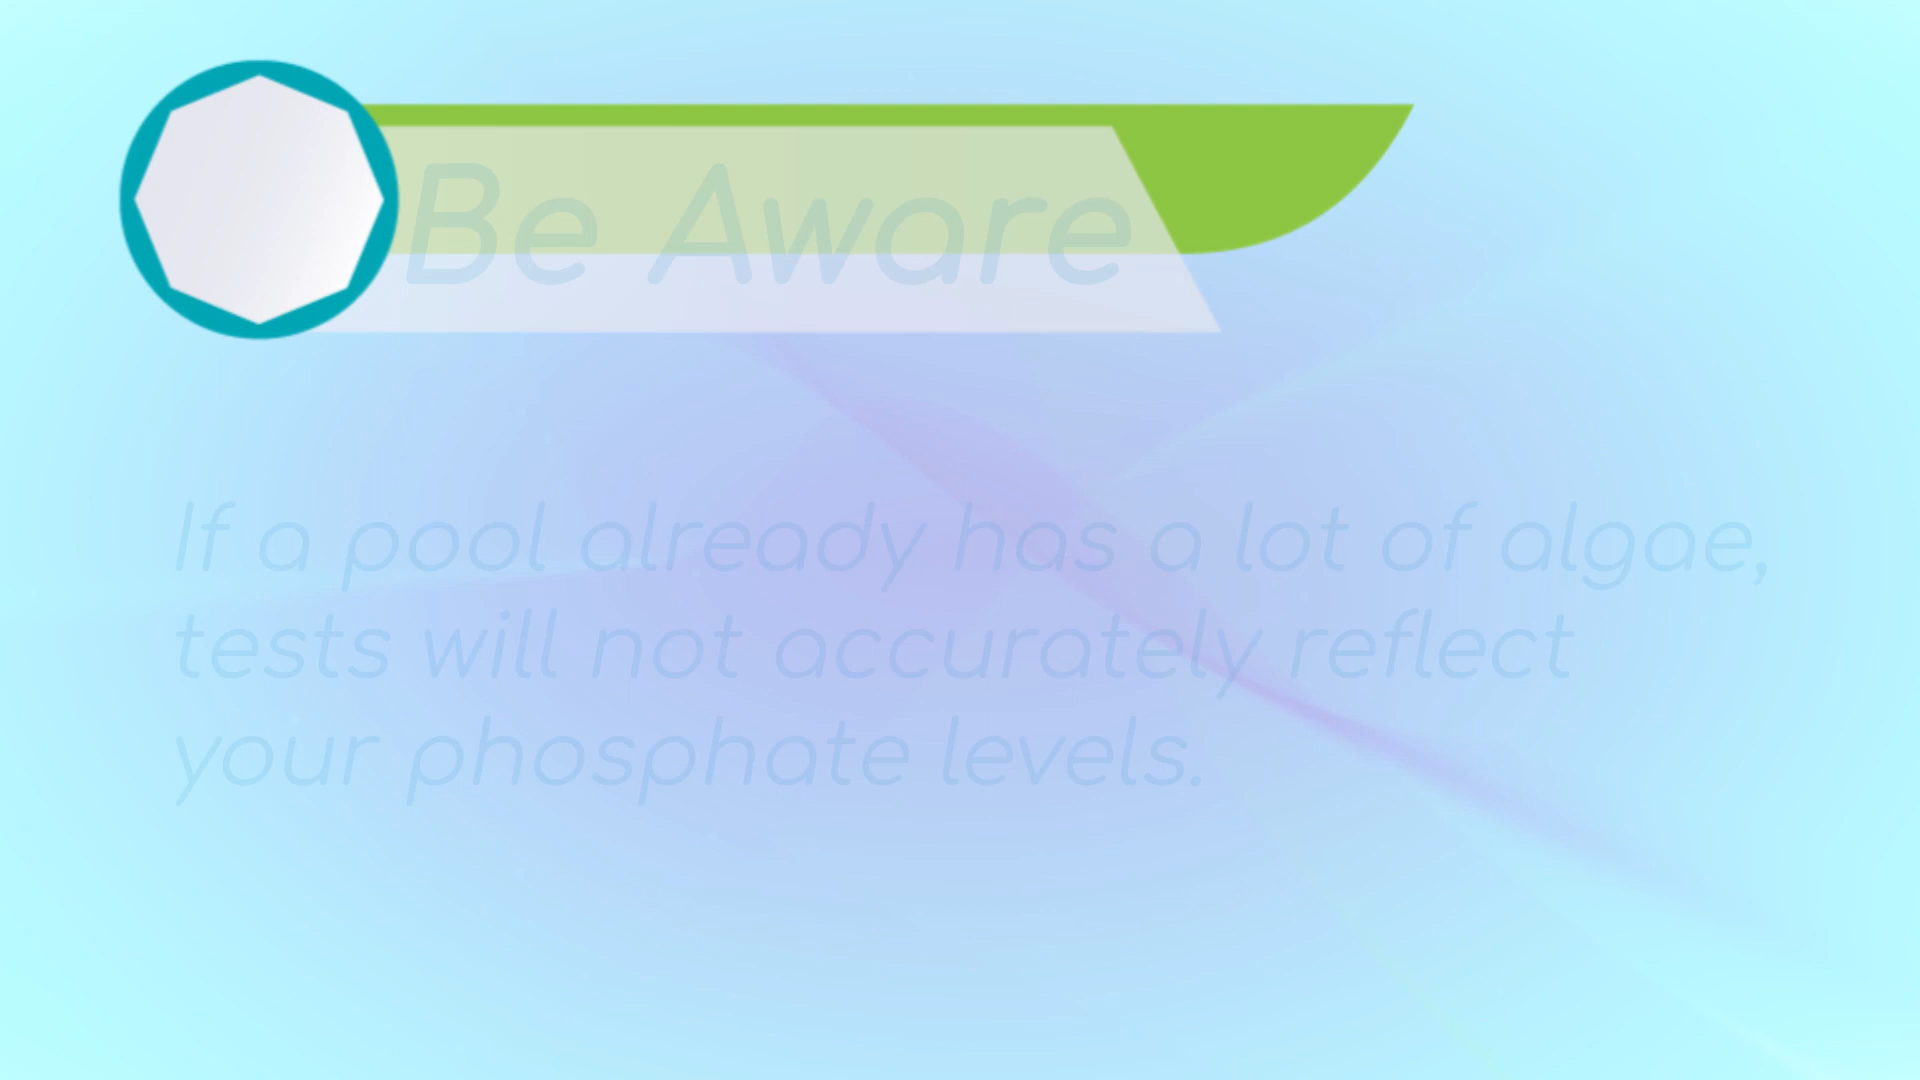 Be Aware
If a pool already has a lot of algae,
tests will not accurately reflect
your phosphate levels.